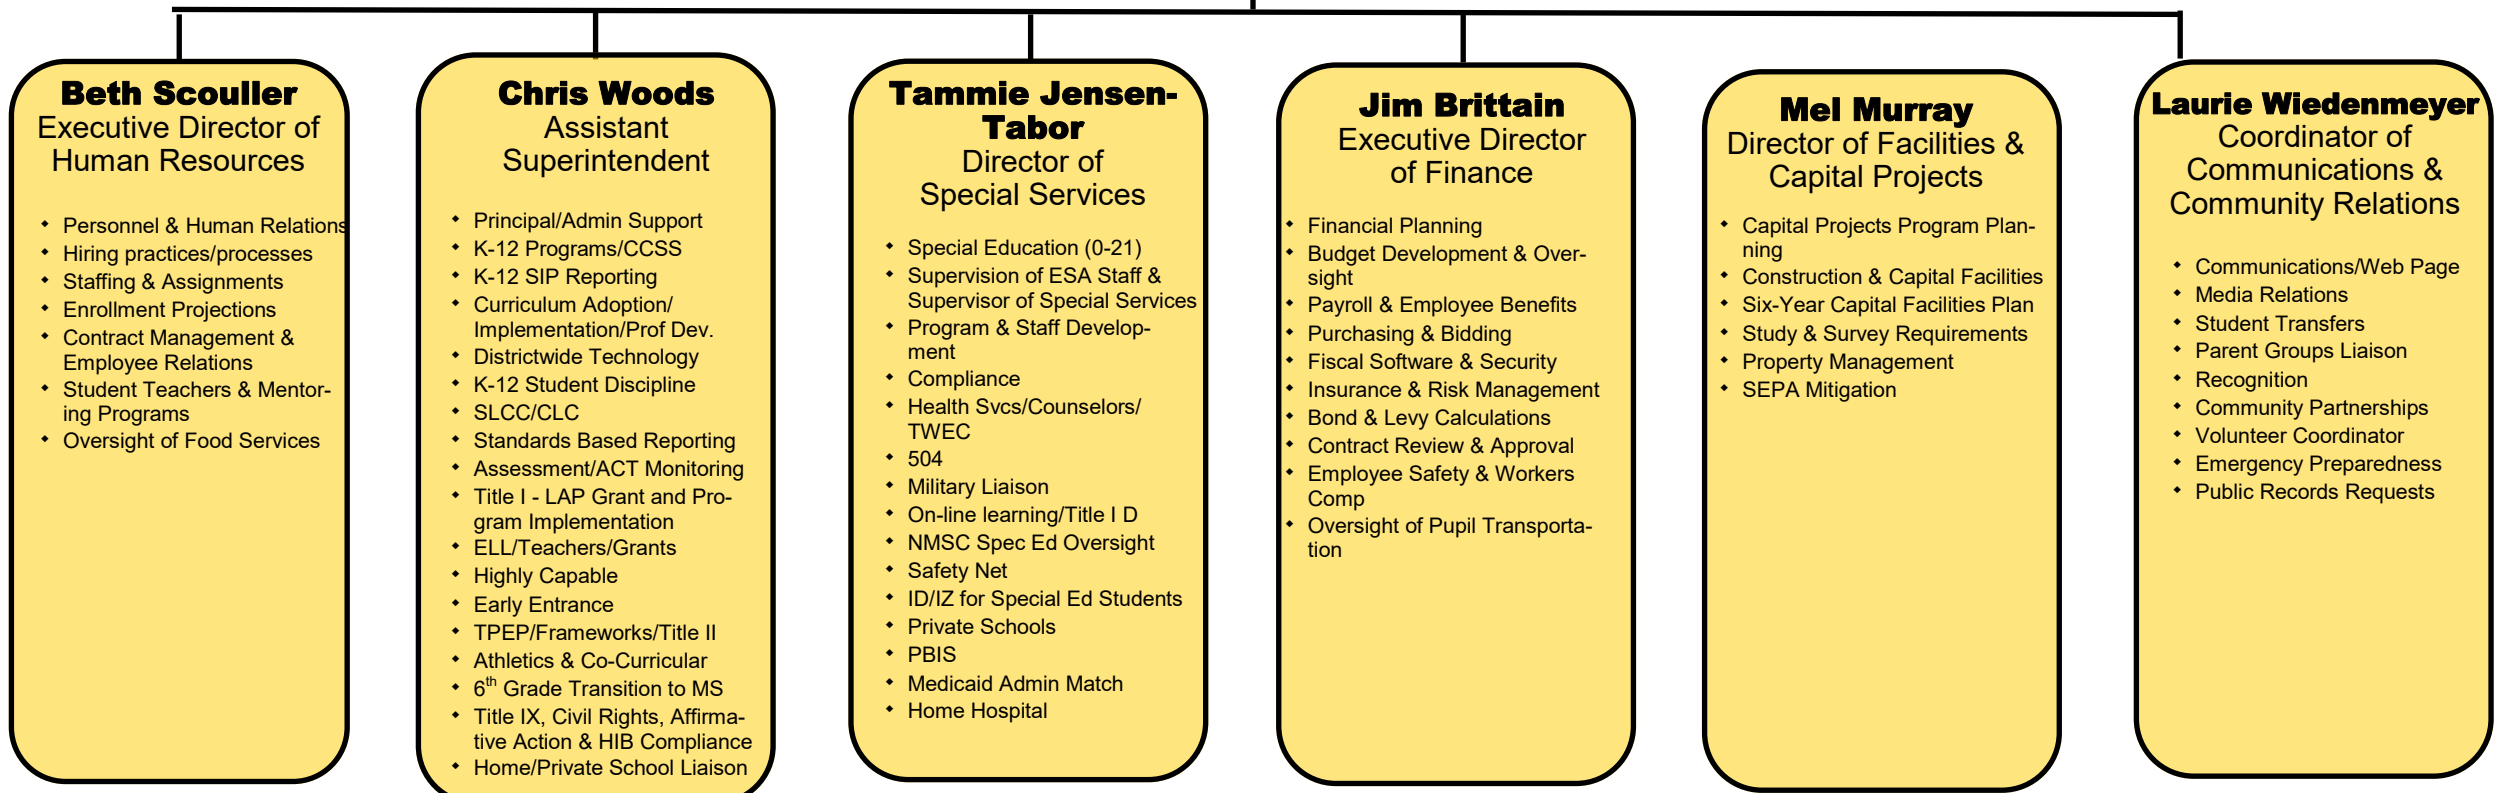 Beth Scouller
Executive Director of
Human Resources
Personnel & Human Relations
Hiring practices/processes
Staffing & Assignments
Enrollment Projections
Contract Management &
Employee Relations
Student Teachers & Mentor-
ing Programs
Oversight of Food Services
Chris Woods
Assistant
Superintendent
Principal/Admin Support
K-12 Programs/CCSS
K-12 SIP Reporting
Curriculum Adoption/
Implementation/Prof Dev.
Districtwide Technology
K-12 Student Discipline
SLCC/CLC
Standards Based Reporting
Assessment/ACT Monitoring
Title I - LAP Grant and Pro-
gram Implementation
ELL/Teachers/Grants
Highly Capable
Early Entrance
TPEP/Frameworks/Title II
Athletics & Co-Curricular
6th Grade Transition to MS
Title IX, Civil Rights, Affirma-
tive Action & HIB Compliance
Home/Private School Liaison
Tammie Jensen-
Tabor
Director of
Special Services
Special Education (0-21)
Supervision of ESA Staff &
Supervisor of Special Services
Program & Staff Develop-
ment
Compliance
Health Svcs/Counselors/
TWEC
504
Military Liaison
On-line learning/Title I D
NMSC Spec Ed Oversight
Safety Net
ID/IZ for Special Ed Students
Private Schools
PBIS
Medicaid Admin Match
Home Hospital
Jim Brittain
Executive Director
of Finance
Financial Planning
Budget Development & Over-
sight
Payroll & Employee Benefits
Purchasing & Bidding
Fiscal Software & Security
Insurance & Risk Management
Bond & Levy Calculations
Contract Review & Approval
Employee Safety & Workers
Comp
Oversight of Pupil Transporta-
tion
Mel Murray
Director of Facilities &
Capital Projects
Capital Projects Program Plan-
ning
Construction & Capital Facilities
Six-Year Capital Facilities Plan
Study & Survey Requirements
Property Management
SEPA Mitigation
Laurie Wiedenmeyer
Coordinator of
Communications &
Community Relations
Communications/Web Page
Media Relations
Student Transfers
Parent Groups Liaison
Recognition
Community Partnerships
Volunteer Coordinator
Emergency Preparedness
Public Records Requests